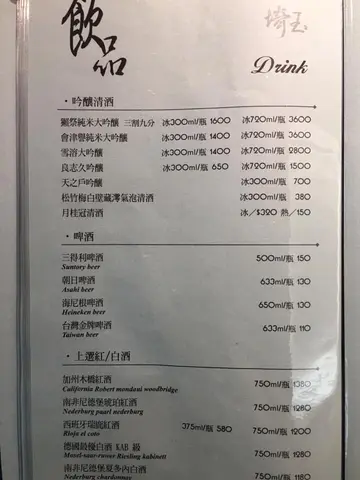 飲品
埼玉
Drink
・吟釀清酒
獺祭純米大吟釀 三割九分 冰300ml/瓶 1600 冰720ml/瓶 3600
會津譽純米大吟釀 冰300ml/瓶 1400 冰720ml/瓶 3600
雪溶大吟釀 冰300ml/瓶 1400 冰720ml/瓶 2800
良志久吟釀 冰300ml/瓶 650 冰720ml/瓶 1500
天之戶吟釀 冰300ml/瓶 700
松竹梅白壁藏澪氣泡清酒 冰300ml/瓶 380
月桂冠清酒 冰/$320 熱/150
・啤酒
三得利啤酒 500ml/瓶 150
Suntory beer
朝日啤酒 633ml/瓶 130
Asahi beer
海尼根啤酒 650ml/瓶 130
Heineken beer
台灣金牌啤酒 633ml/瓶 110
Taiwan beer
・上選紅/白酒
加州木橋紅酒 750ml/瓶 1380
California Robert mondaui woodbridge
南非尼德堡琥珀紅酒 750ml/瓶 1280
Nederburg paarl nederburg
西班牙瑞歐紅酒 375ml/瓶 580 750ml/瓶 1200
Rioja el coto
德國最優白酒 KAB 級 750ml/瓶 1280
Mosel-saar-ruwer Riesling kabinett
南非尼德堡夏多內白酒 750ml/瓶 1180
Nederburg chardonnay